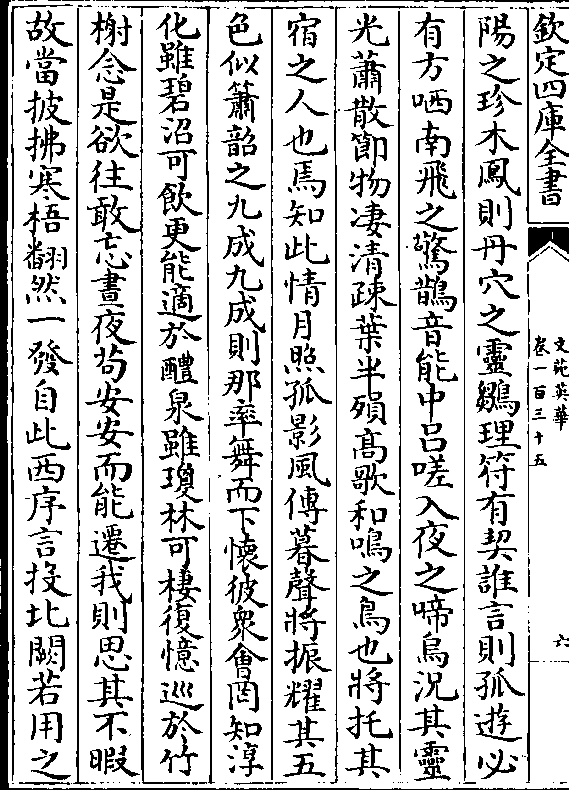 欽定四庫全書
文苑英華
卷一百三十五
六
陽之珍木鳳則丹穴之靈鶵理符有契誰言則孤遊必
有方哂南飛之驚鵲音能中呂嗟入夜之啼烏況其靈
光蕭散節物凄清疎葉半殞高歌和鳴之鳥也將托其
宿之人也焉知此情月照孤影風傳暮聲將振耀其五
色似簫韶之九成九成則那率舞而下懷彼衆會罔知淳
化雖碧沼可飲更能適於醴泉雖瓊林可棲復憶巡於竹
榭念是欲往敢忘晝夜茍安安而能遷我則思其不暇
故當披拂寒梧翻然一發自此西序言投北闕若用之